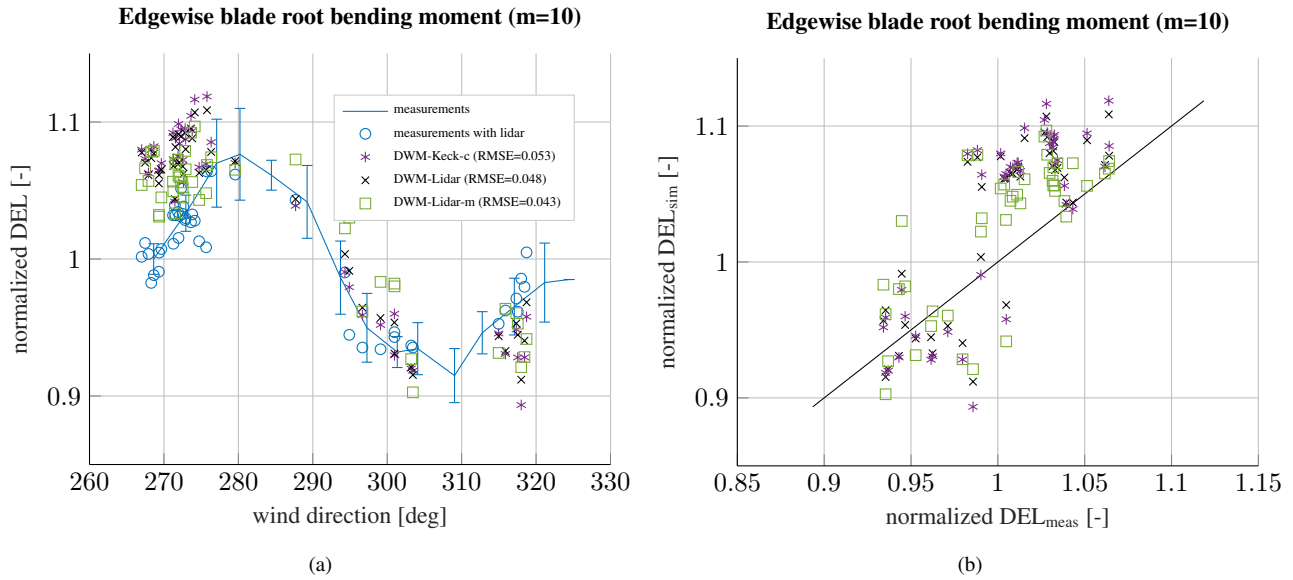 Edgewise blade root bending moment (m=10)
normalized DEL [-]
1.1
1
0.9
measurements
measurements with lidar
DWM-Keck-c (RMSE=0.053)
DWM-Lidar (RMSE=0.048)
DWM-Lidar-m (RMSE=0.043)
260 270 280 290 300 310 320 330
wind direction [deg]
(a)
Edgewise blade root bending moment (m=10)
normalized DELsim [-]
1.1
1
0.9
0.85 0.9 0.95 1 1.05 1.1 1.15
normalized DELmeas [-]
(b)